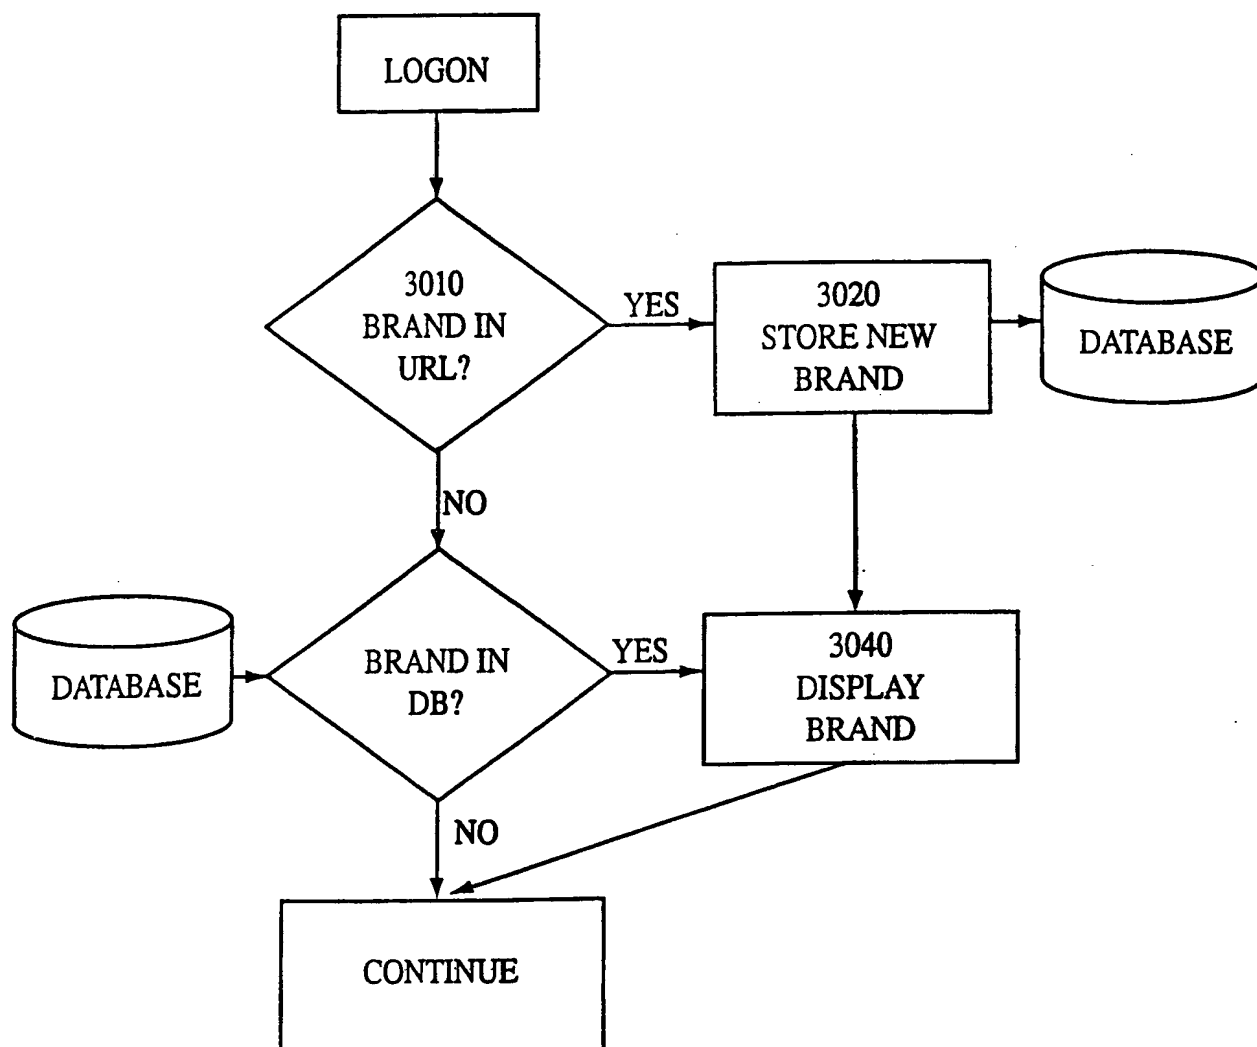 LOGON
3010
BRAND IN
URL?
YES
3020
STORE NEW
BRAND
DATABASE
NO
DATABASE
BRAND IN
DB?
YES
3040
DISPLAY
BRAND
NO
CONTINUE